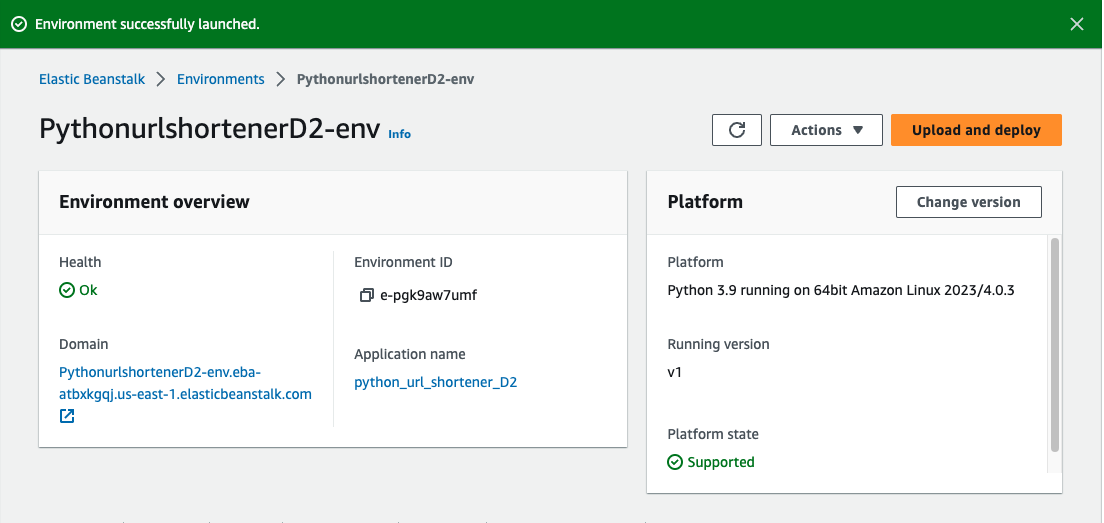 Environment successfully launched.
Elastic Beanstalk > Environments > PythonurlshortenerD2-env
PythonurlshortenerD2-env Info
Actions ▼
Upload and deploy
Environment overview
Health
Ok
Domain
PythonurlshortenerD2-env.eba-
atbxkgqj.us-east-1.elasticbeanstalk.com
Environment ID
e-pgk9aw7umf
Application name
python_url_shortener_D2
Platform
Change version
Platform
Python 3.9 running on 64bit Amazon Linux 2023/4.0.3
Running version
v1
Platform state
Supported